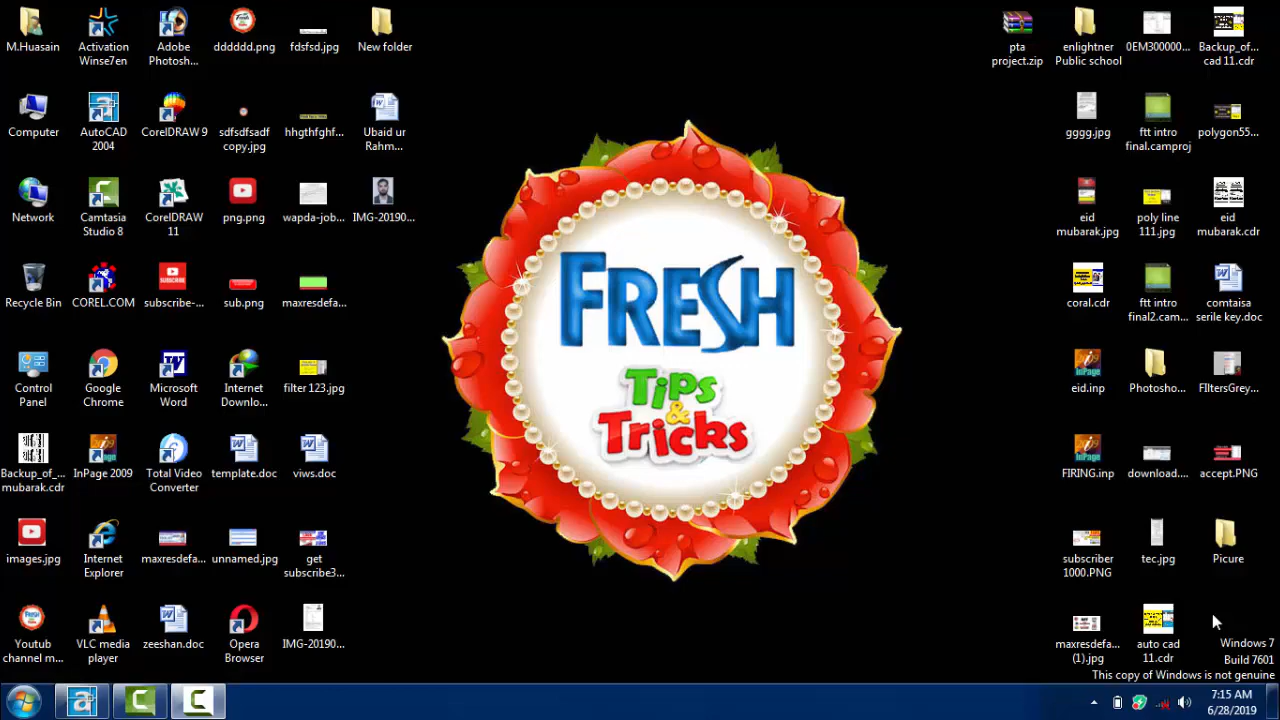 M.Huasain
Activation
Winse7en
Adobe
Photosh...
dddddd.png
fdsfsd.jpg
New folder
pta
project.zip
enlightner
Public school
0EM300000...
Backup_of...
cad 11.cdr
Computer
AutoCAD
2004
CorelDRAW 9
sdfsdfsadf
copy.jpg
hhgthfghf...
Ubaid ur
Rahm...
gggg.jpg
ftt intro
final.camproj
polygon55...
Network
Camtasia
Studio 8
CorelDRAW
11
png.png
wapda-job...
IMG-20190...
eid
mubarak.jpg
poly line
111.jpg
eid
mubarak.cdr
Recycle Bin
COREL.COM
subscribe-...
sub.png
maxresdefa...
coral.cdr
ftt intro
final2.cam...
comtaisa
serile key.doc
Control
Panel
Google
Chrome
Microsoft
Word
Internet
Downlo...
filter 123.jpg
eid.inp
Photosho...
FIltersGrey...
Backup_of_...
mubarak.cdr
InPage 2009
Total Video
Converter
template.doc
viws.doc
FIRING.inp
download...
accept.PNG
images.jpg
Internet
Explorer
maxresdefa...
unnamed.jpg
get
subscribe3...
subscriber
1000.PNG
tec.jpg
Picure
Youtub
channel m...
VLC media
player
zeeshan.doc
Opera
Browser
IMG-20190...
maxresdefa...
(1).jpg
auto cad
11.cdr
FRESH
Tips
&
Tricks
Windows 7
Build 7601
This copy of Windows is not genuine
7:15 AM
6/28/2019